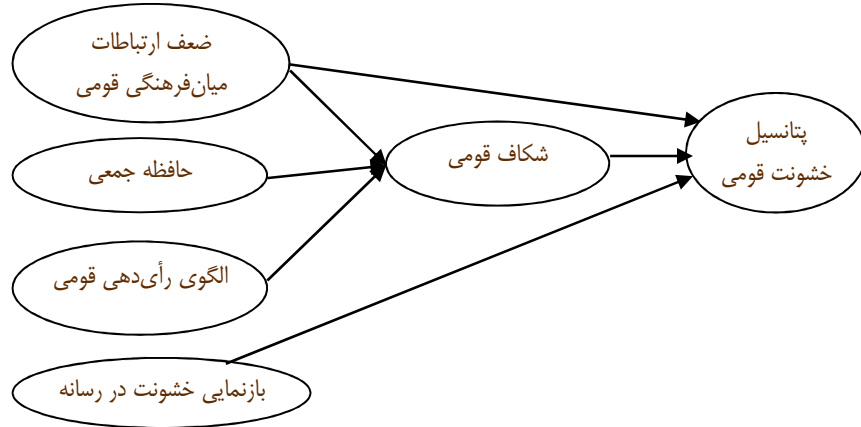 ضعف ارتباطات
میان‌فرهنگی قومی
حافظه جمعی
الگوی رأی‌دهی قومی
بازنمایی خشونت در رسانه
شکاف قومی
پتانسیل
خشونت قومی